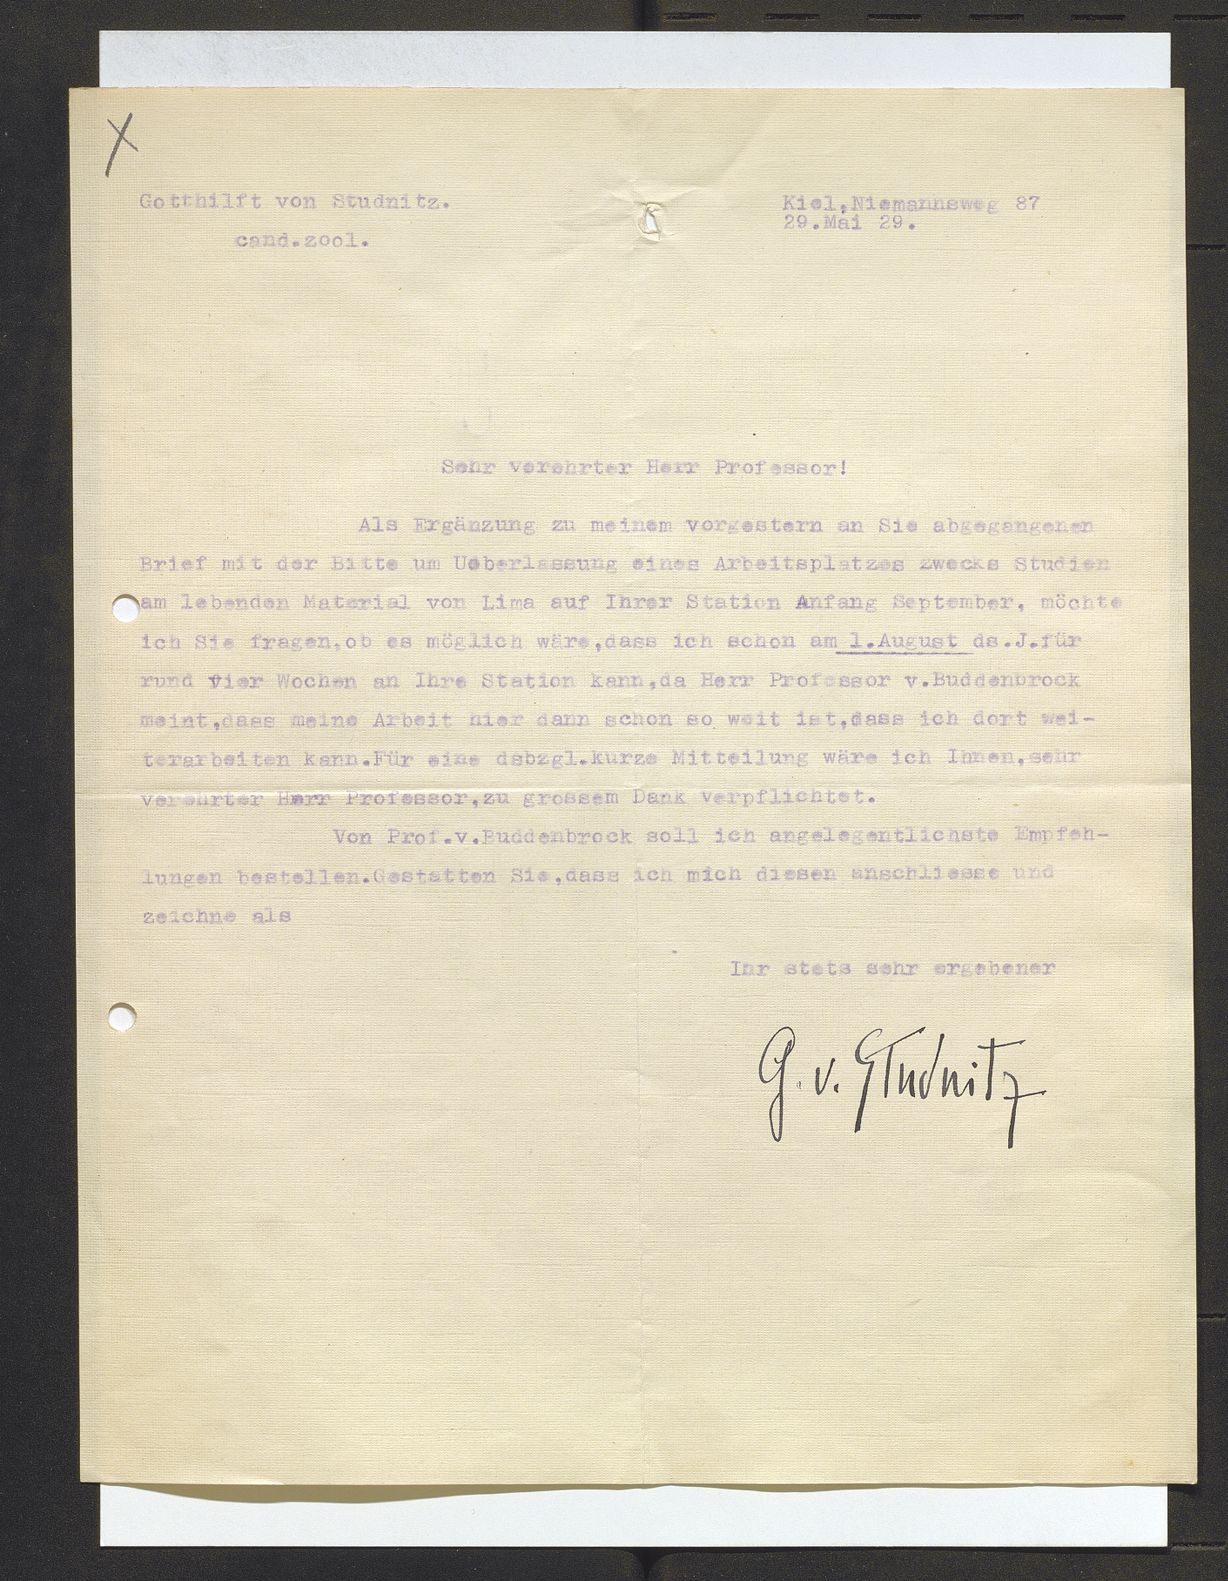 Gotthilft von Studnitz.
cand.zool.
Kiel,Niemannsweg 87
29.Mai 29.
Sehr verehrter Herr Professor!
Als Ergänzung zu meinem vorgestern an Sie abgegangenen
Brief mit der Bitte um Ueberlassung eines Arbeitsplatzes zwecks Studien
am lebenden Material von Lima auf Ihrer Station Anfang September, möchte
ich Sie fragen,ob es möglich wäre,dass ich schon am 1.August ds.J.für
rund vier Wochen an Ihre Station kann,da Herr Professor v.Buddenbrock
meint,dass meine Arbeit hier dann schon so weit ist,dass ich dort wei-
terarbeiten kann.Für eine dsbzgl.kurze Mitteilung wäre ich Ihnen,sehr
verehrter Herr Professor,zu grossem Dank verpflichtet.
Von Prof.v.Buddenbrock soll ich angelegentlichste Empfeh-
lungen bestellen.Gestatten Sie,dass ich mich diesen anschliesse und
zeichne als
Ihr stets sehr ergebener
G. v. Studnitz